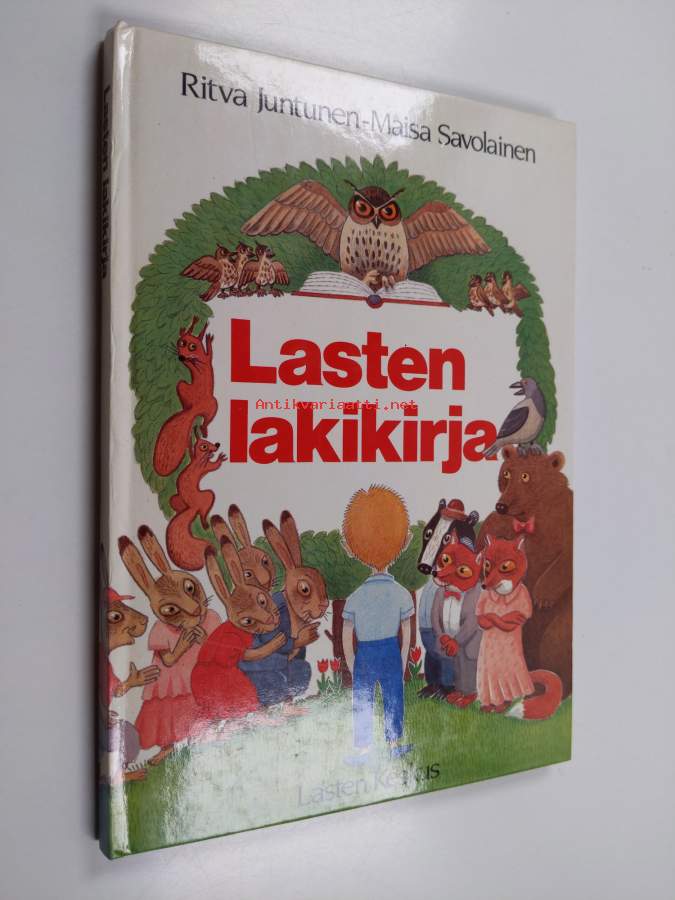 Ritva Juntunen-Maisa Savolainen
Lasten
lakikirja
Antikvariaatti.net
Lasten Keskus
Lasten lakikirja